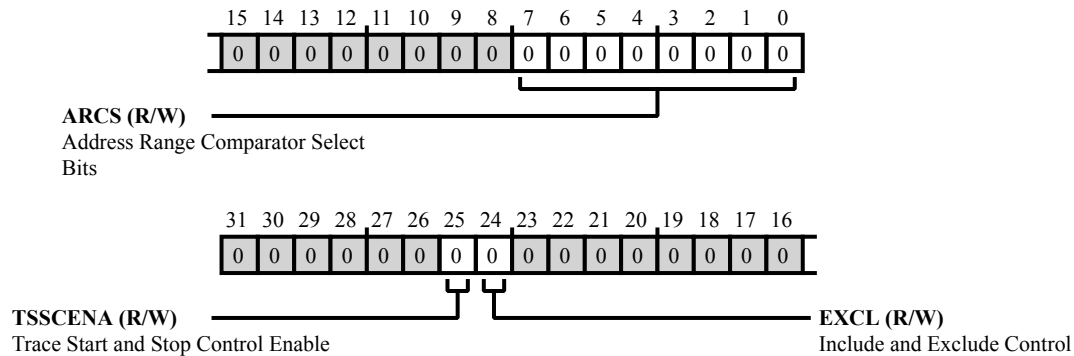 15 14 13 12 11 10 9 8 7 6 5 4 3 2 1 0
0 0 0 0 0 0 0 0 0 0 0 0 0 0 0 0
ARCS (R/W)
Address Range Comparator Select
Bits
31 30 29 28 27 26 25 24 23 22 21 20 19 18 17 16
0 0 0 0 0 0 0 0 0 0 0 0 0 0 0 0
TSSCENA (R/W)
Trace Start and Stop Control Enable
EXCL (R/W)
Include and Exclude Control